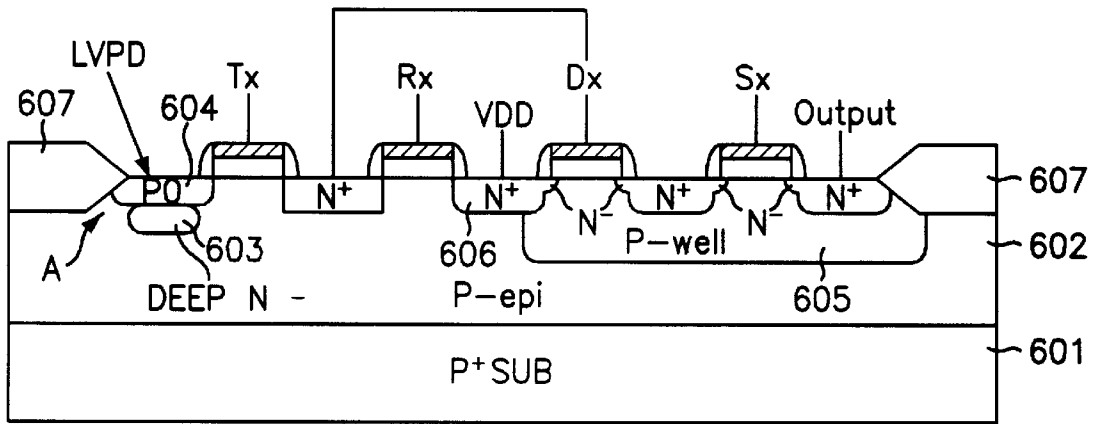 LVPD
607
604
Tx
Rx
VDD
Dx
Sx
Output
P0
N+
N+
N+
N+
607
A
603
DEEP N -
606
N-
N-
P-well
605
602
P-epi
P+ SUB
601